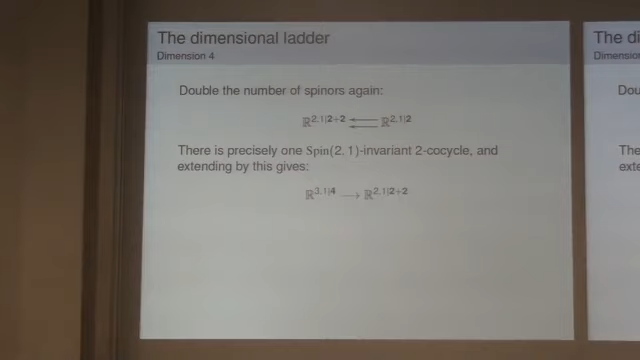 The dimensional ladder
Dimension 4
Double the number of spinors again:
ℝ^{2,1|2+2} ⇇ ℝ^{2,1|2}
There is precisely one Spin(2, 1)-invariant 2-cocycle, and
extending by this gives:
ℝ^{3,1|4} ⟶ ℝ^{2,1|2+2}
The di
Dimensio
Dou
The
exte